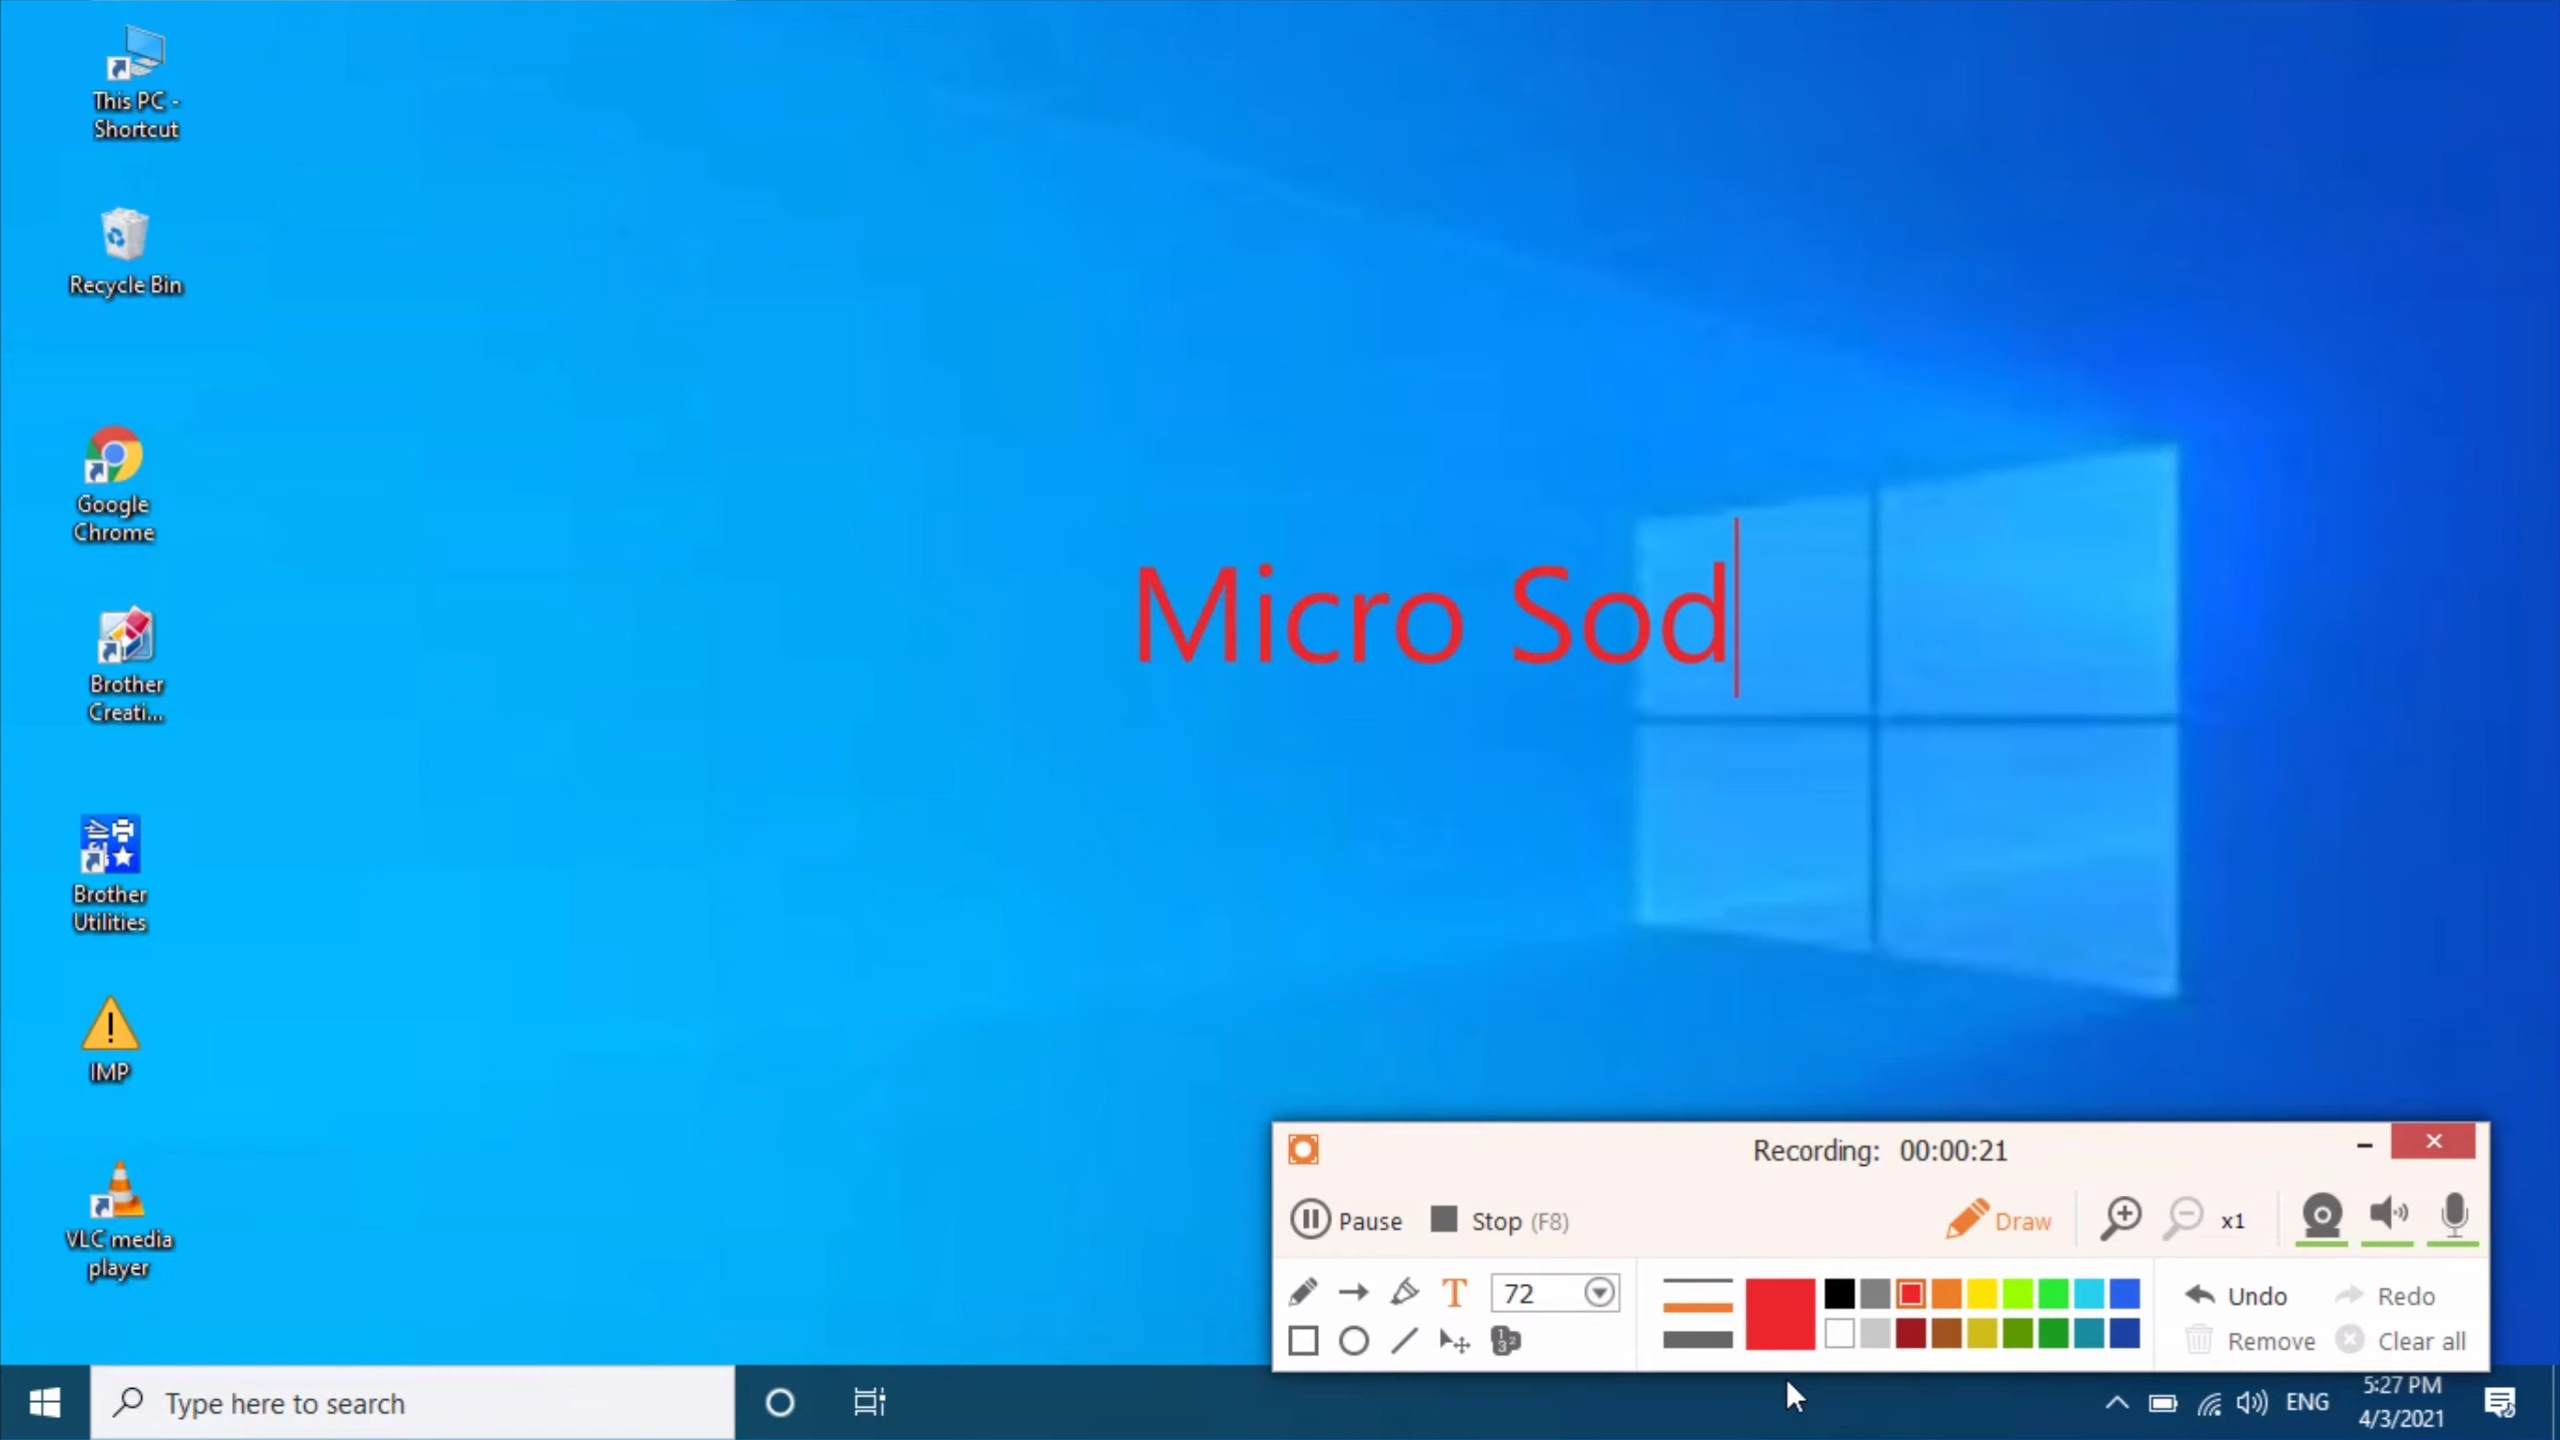 This PC -
Shortcut
Recycle Bin
Google
Chrome
Brother
Creati...
Brother
Utilities
IMP
VLC media
player
Micro Sod
Recording: 00:00:21
Pause Stop (F8) Draw x1
T 72 Undo Redo
Remove Clear all
Type here to search
ENG
5:27 PM
4/3/2021